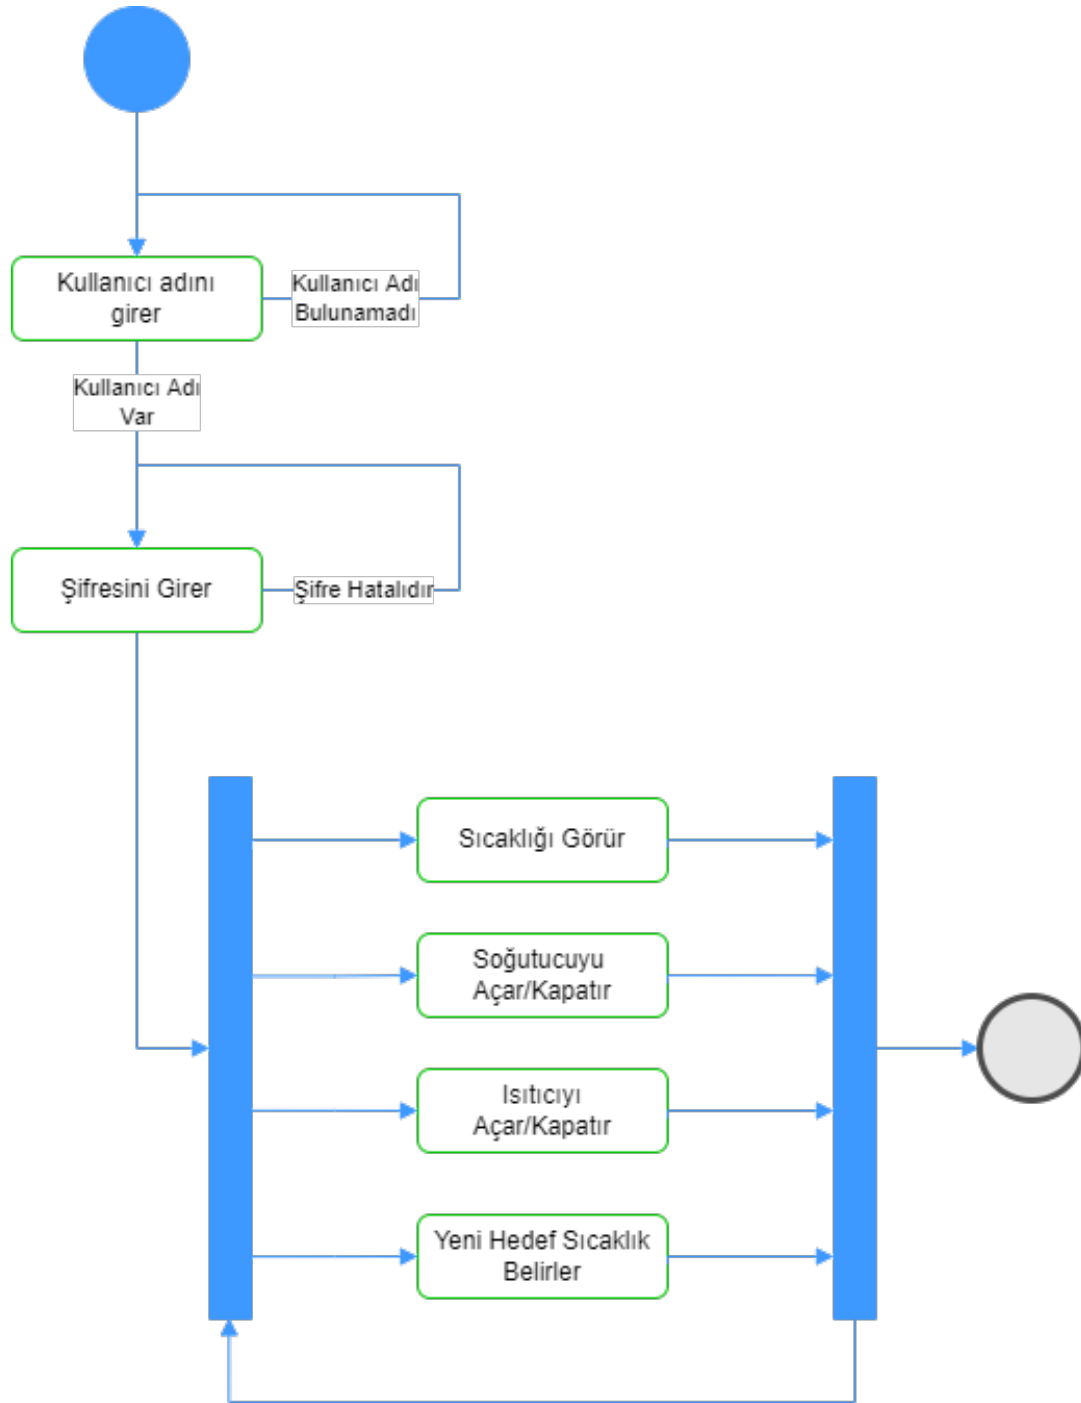 Kullanıcı adını
girer
Kullanıcı Adı
Bulunamadı
Kullanıcı Adı
Var
Şifresini Girer
Şifre Hatalıdır
Sıcaklığı Görür
Soğutucuyu
Açar/Kapatır
Isıtıcıyı
Açar/Kapatır
Yeni Hedef Sıcaklık
Belirler